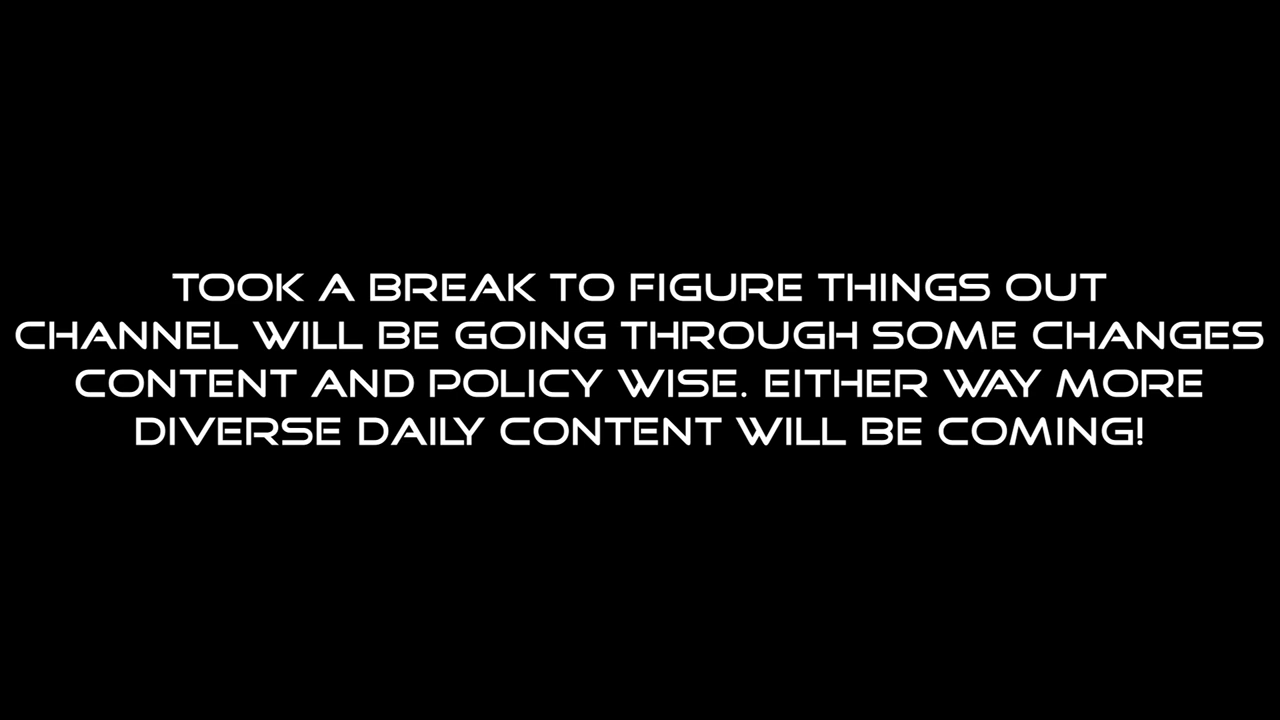 TOOK A BREAK TO FIGURE THINGS OUT
CHANNEL WILL BE GOING THROUGH SOME CHANGES
CONTENT AND POLICY WISE. EITHER WAY MORE
DIVERSE DAILY CONTENT WILL BE COMING!